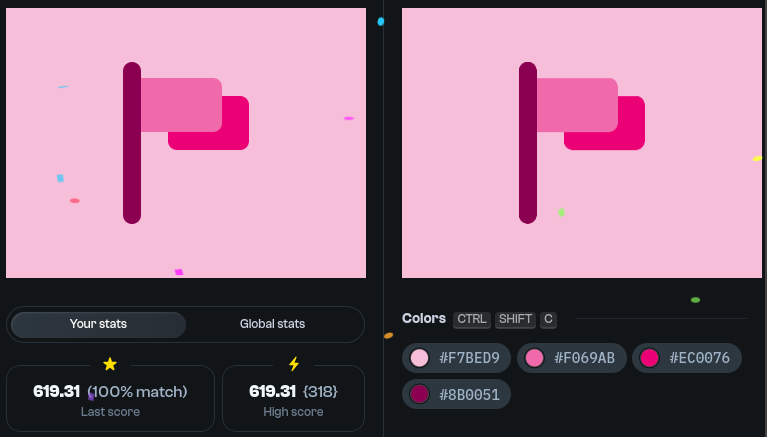 Your stats
Global stats
619.31 (100% match)
Last score
619.31 {318}
High score
Colors CTRL SHIFT C
#F7BED9
#F069AB
#EC0076
#8B0051